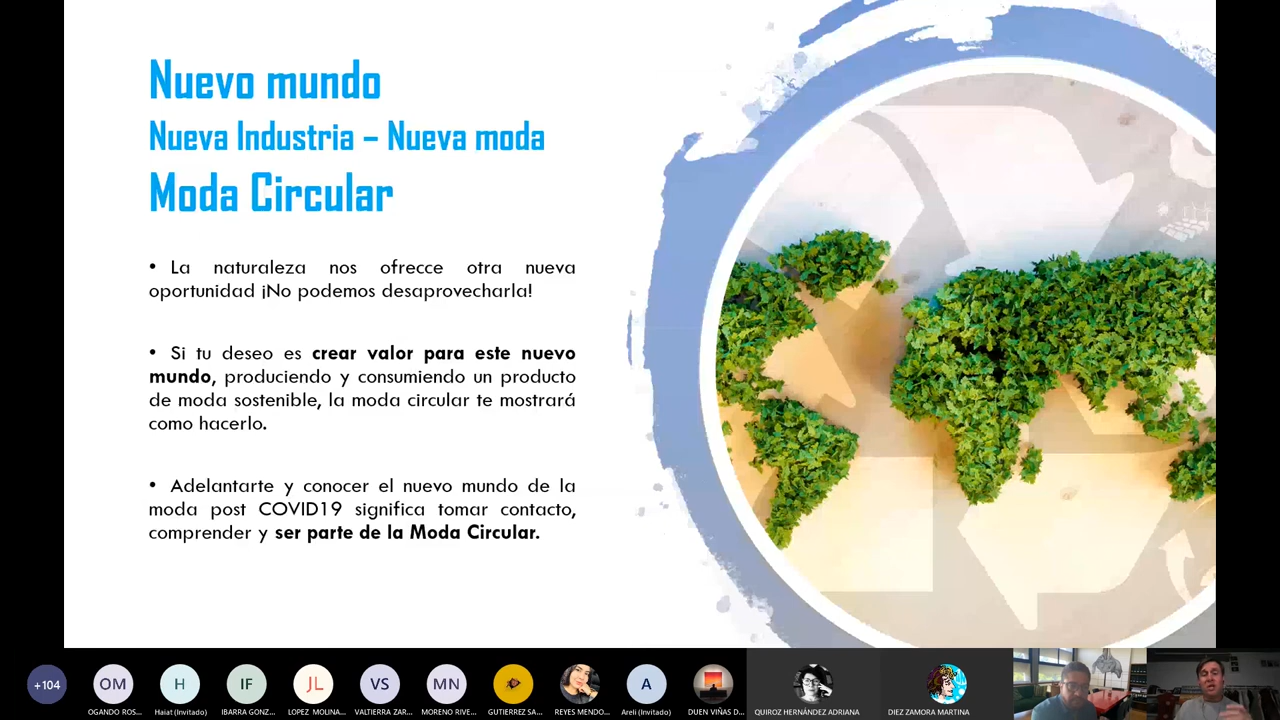 Nuevo mundo
Nueva Industria – Nueva moda
Moda Circular
• La naturaleza nos ofrecce otra nueva
oportunidad ¡No podemos desaprovecharla!
• Si tu deseo es crear valor para este nuevo
mundo, produciendo y consumiendo un producto
de moda sostenible, la moda circular te mostrará
como hacerlo.
• Adelantarte y conocer el nuevo mundo de la
moda post COVID19 significa tomar contacto,
comprender y ser parte de la Moda Circular.
+104 OM H IF JL VS MN A
OGANDO ROS... Haiat (Invitado) IBARRA GONZ... LOPEZ MOLINA... VALTIERRA ZAR... MORENO RIVE... GUTIERREZ SA... REYES MENDO... Areli (Invitado) DUEN VIÑAS D... QUIROZ HERNÁNDEZ ADRIANA DIEZ ZAMORA MARTINA